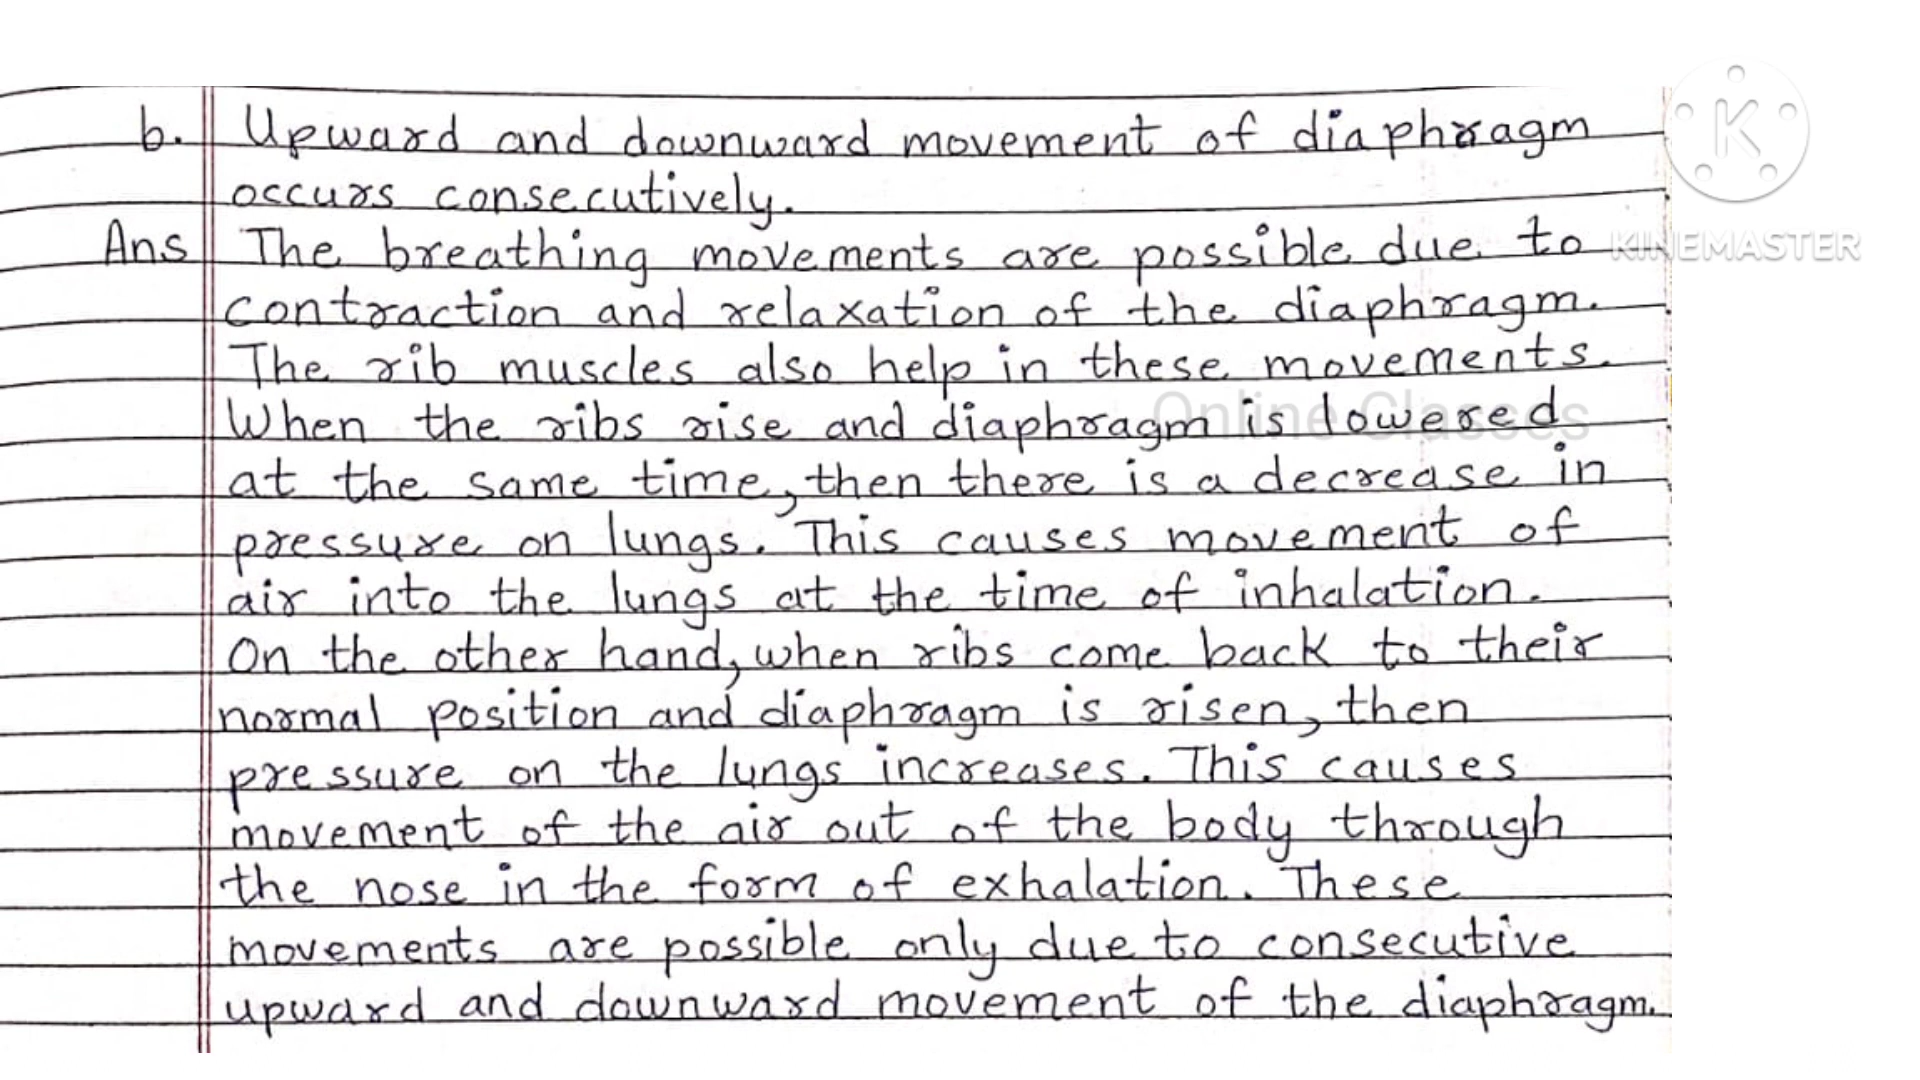 b. Upward and downward movement of diaphragm
occurs consecutively.
Ans The breathing movements are possible due to
contraction and relaxation of the diaphragm.
The rib muscles also help in these movements.
When the ribs rise and diaphragm is lowered
at the same time, then there is a decrease in
pressure on lungs. This causes movement of
air into the lungs at the time of inhalation.
On the other hand, when ribs come back to their
normal position and diaphragm is risen, then
pressure on the lungs increases. This causes
movement of the air out of the body through
the nose in the form of exhalation. These
movements are possible only due to consecutive
upward and downward movement of the diaphragm.
K
KINEMASTER
Online Classes